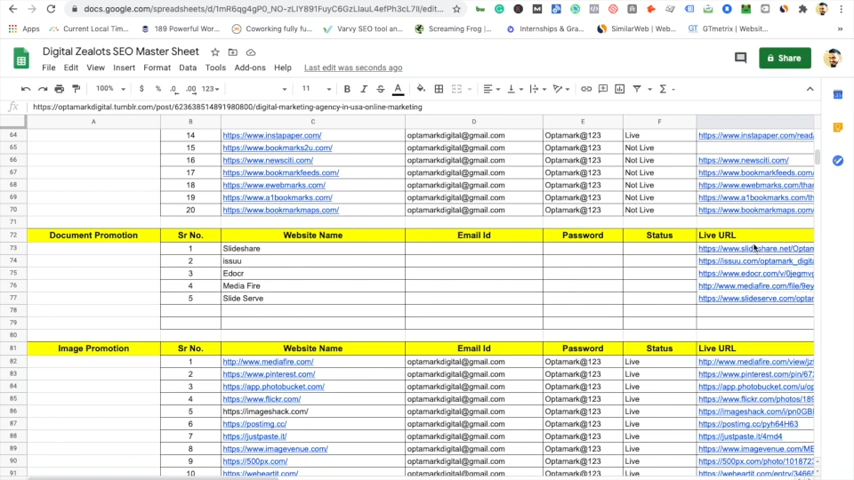 docs.google.com/spreadsheets/d/1mR6qg4gP0_NO-zLIY891FuyC6GzLIauL4efPh3cL7lI/edit...
Apps Current Local Tim... 189 Powerful Wor... Coworking fully fu... Varvy SEO tool an... Screaming Frog... Internships & Gra... SimilarWeb | Web... GTmetrix | Websit...
Digital Zealots SEO Master Sheet
File Edit View Insert Format Data Tools Add-ons Help Last edit was seconds ago
Share
100% $ % .0 .00 123 11 B I S A
fx https://optamarkdigital.tumblr.com/post/623638514891980800/digital-marketing-agency-in-usa-online-marketing
A B C D E F
64 14 https://www.instapaper.com/ optamarkdigital@gmail.com Optamark@123 Live https://www.instapaper.com/read
65 15 https://www.bookmarks2u.com/ optamarkdigital@gmail.com Optamark@123 Not Live
66 16 https://www.newsciti.com/ optamarkdigital@gmail.com Optamark@123 Not Live https://www.newsciti.com/
67 17 https://www.bookmarkfeeds.com/ optamarkdigital@gmail.com Optamark@123 Not Live https://www.bookmarkfeeds.com/
68 18 https://www.ewebmarks.com/ optamarkdigital@gmail.com Optamark@123 Not Live https://www.ewebmarks.com/than
69 19 https://www.a1bookmarks.com/ optamarkdigital@gmail.com Optamark@123 Not Live https://www.a1bookmarks.com/th
70 20 https://www.bookmarkmaps.com/ optamarkdigital@gmail.com Optamark@123 Not Live https://www.bookmarkmaps.com/
71
72 Document Promotion Sr No. Website Name Email Id Password Status Live URL
73 1 Slideshare https://www.slideshare.net/Optam
74 2 issuu https://issuu.com/optamark_digita
75 3 Edocr https://www.edocr.com/v/0jegmvg
76 4 Media Fire https://www.mediafire.com/file/9ey
77 5 Slide Serve https://www.slideserve.com/optar
78
79
80
81 Image Promotion Sr No. Website Name Email Id Password Status Live URL
82 1 http://www.mediafire.com/ optamarkdigital@gmail.com Optamark@123 Live http://www.mediafire.com/view/jz
83 2 https://www.pinterest.com/ optamarkdigital@gmail.com Optamark@123 Live https://www.pinterest.com/pin/67
84 3 https://app.photobucket.com/ optamarkdigital@gmail.com Optamark@123 Live https://app.photobucket.com/u/op
85 4 https://www.flickr.com/ optamarkdigital@gmail.com Optamark@123 Live https://www.flickr.com/photos/189
86 5 https://imageshack.com/ optamarkdigital@gmail.com Optamark@123 Live https://imageshack.com/i/pn0GB
87 6 https://postimg.cc/ optamarkdigital@gmail.com Optamark@123 Live https://postimg.cc/pyh64H63
88 7 https://justpaste.it/ optamarkdigital@gmail.com Optamark@123 Live https://justpaste.it/4rnd4
89 8 https://www.imagevenue.com/ optamarkdigital@gmail.com Optamark@123 Live https://www.imagevenue.com/ME
90 9 https://500px.com/ optamarkdigital@gmail.com Optamark@123 Live https://500px.com/photo/1018723
91 10 https://weheartit.com/ optamarkdigital@gmail.com Optamark@123 Live